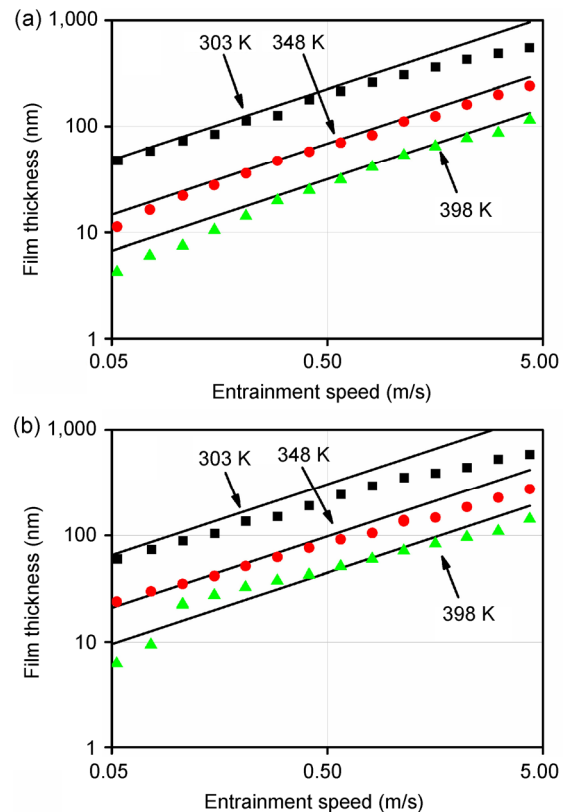 (a)
1,000
303 K
348 K
100
Film thickness (nm)
10
398 K
1
0.05
0.50
5.00
Entrainment speed (m/s)
(b)
1,000
303 K
348 K
100
Film thickness (nm)
10
398 K
1
0.05
0.50
5.00
Entrainment speed (m/s)